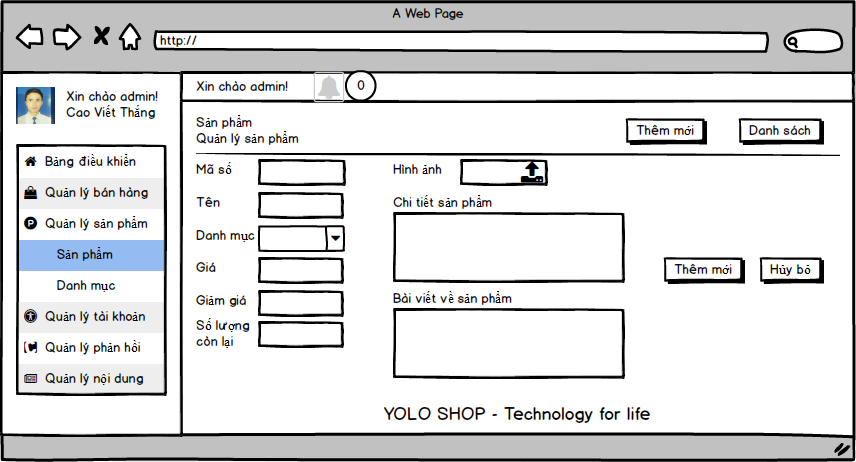 A Web Page
http://
Xin chào admin!
Cao Viết Thắng
Bảng điều khiển
Quản lý bán hàng
Quản lý sản phẩm
Sản phẩm
Danh mục
Quản lý tài khoản
Quản lý phản hồi
Quản lý nội dung
Xin chào admin!
0
Sản phẩm
Quản lý sản phẩm
Thêm mới
Danh sách
Mã số
Tên
Danh mục
Giá
Giảm giá
Số lượng
còn lại
Hình ảnh
Chi tiết sản phẩm
Bài viết về sản phẩm
Thêm mới
Hủy bỏ
YOLO SHOP - Technology for life